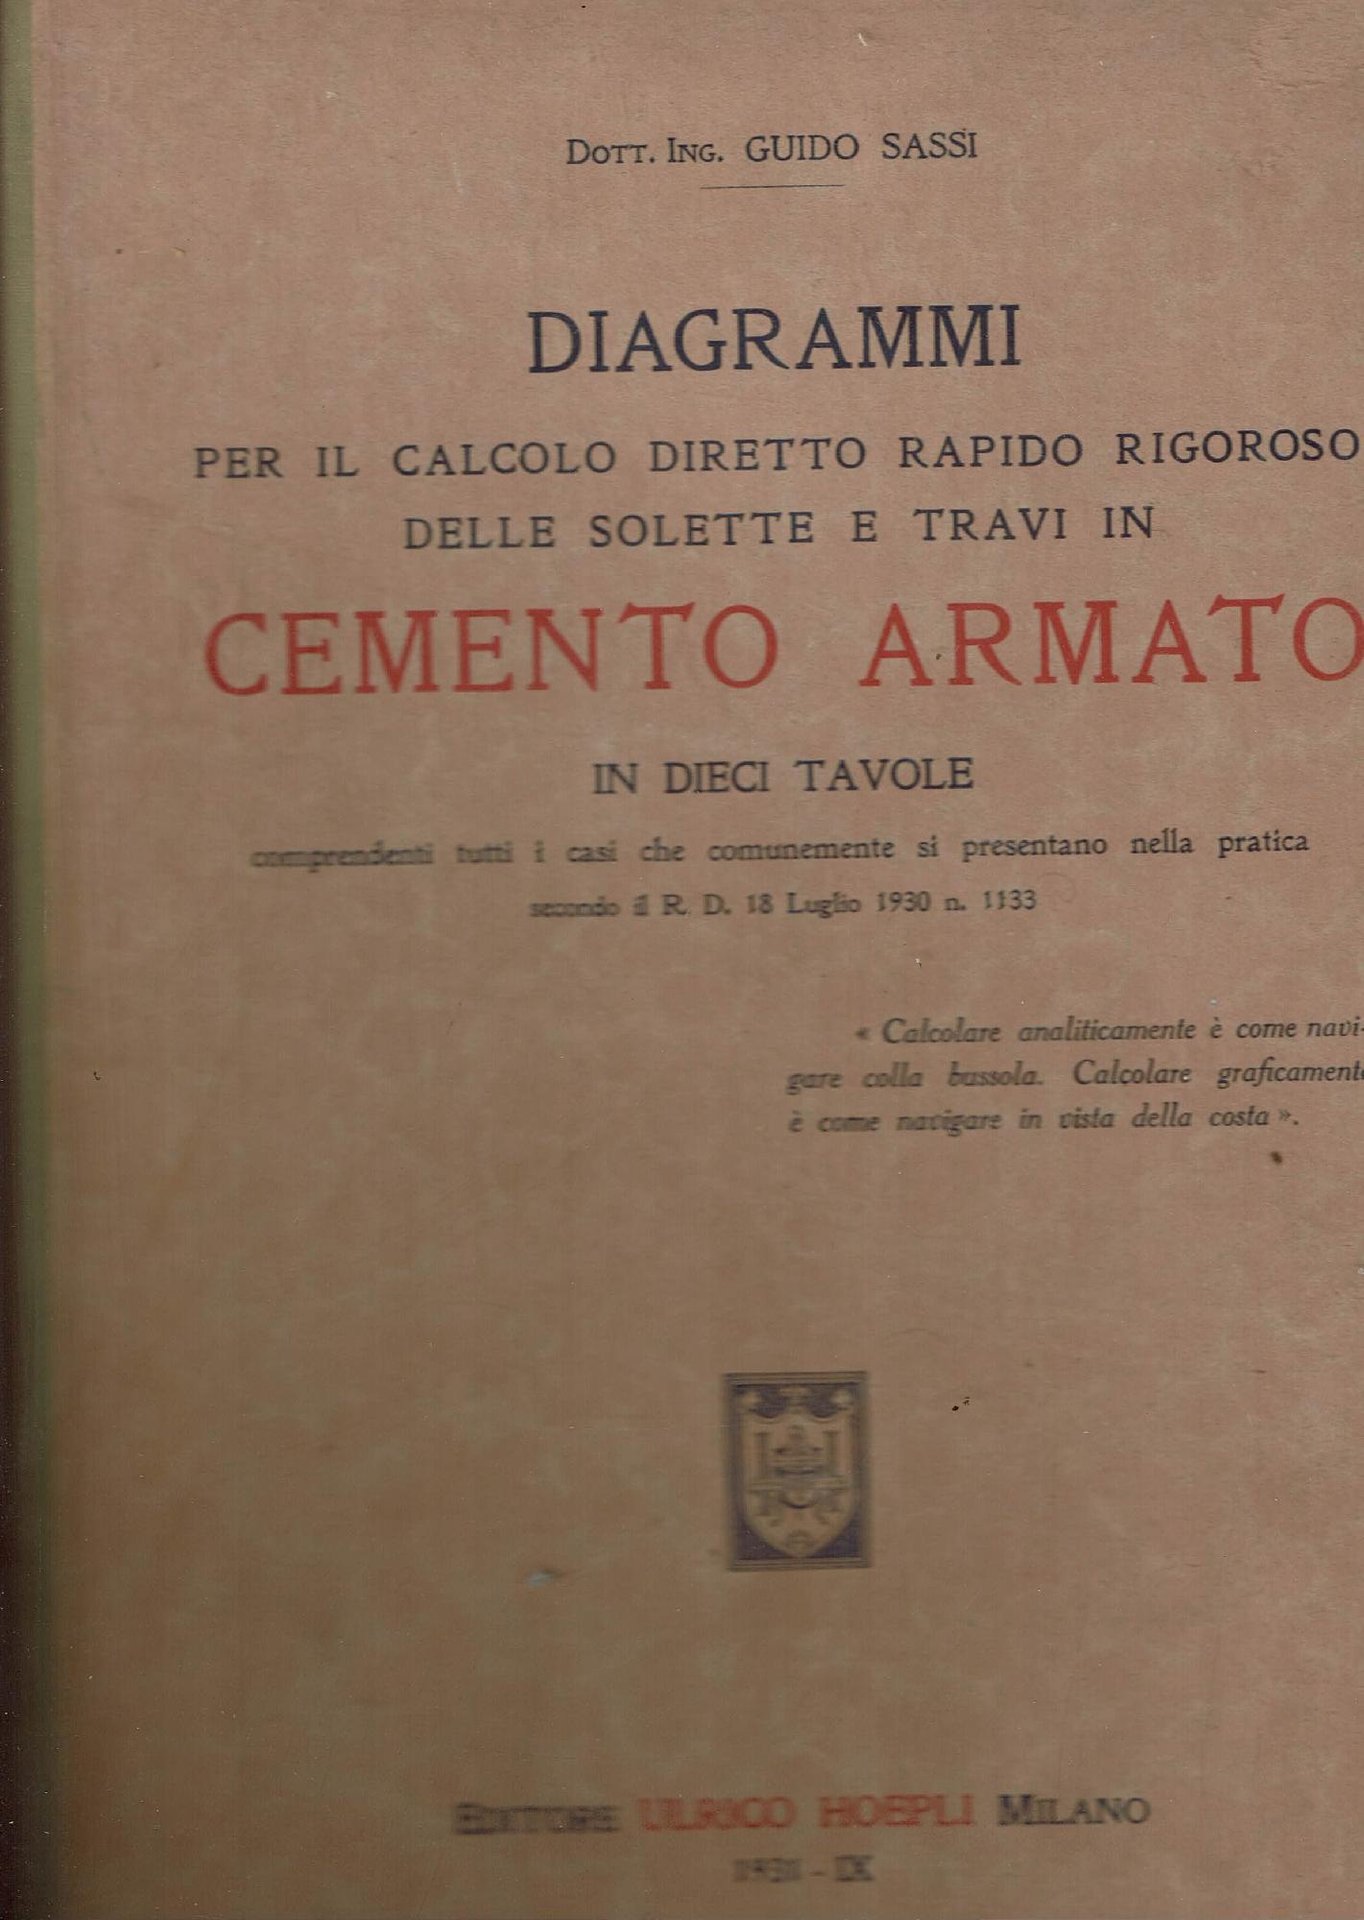 Dott. Ing. GUIDO SASSI
DIAGRAMMI
PER IL CALCOLO DIRETTO RAPIDO RIGOROSO
DELLE SOLETTE E TRAVI IN
CEMENTO ARMATO
IN DIECI TAVOLE
comprendenti tutti i casi che comunemente si presentano nella pratica
secondo il R. D. 18 Luglio 1930 n. 1133
« Calcolare analiticamente è come navi-
gare colla bussola. Calcolare graficamente
è come navigare in vista della costa ».
Editore ULRICO HOEPLI Milano
1931 - IX